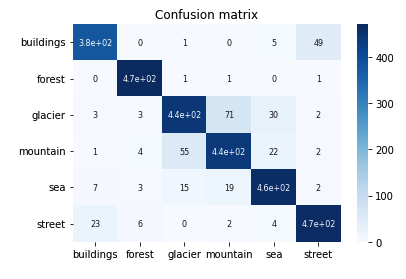 Confusion matrix
buildings 3.8e+02 0 1 0 5 49
forest 0 4.7e+02 1 1 0 1
glacier 3 3 4.4e+02 71 30 2
mountain 1 4 55 4.4e+02 22 2
sea 7 3 15 19 4.6e+02 2
street 23 6 0 2 4 4.7e+02
buildings forest glacier mountain sea street
400
300
200
100
0